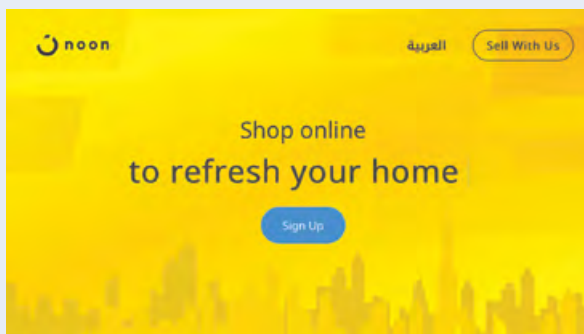 noon
العربية
Sell With Us
Shop online
to refresh your home
Sign Up